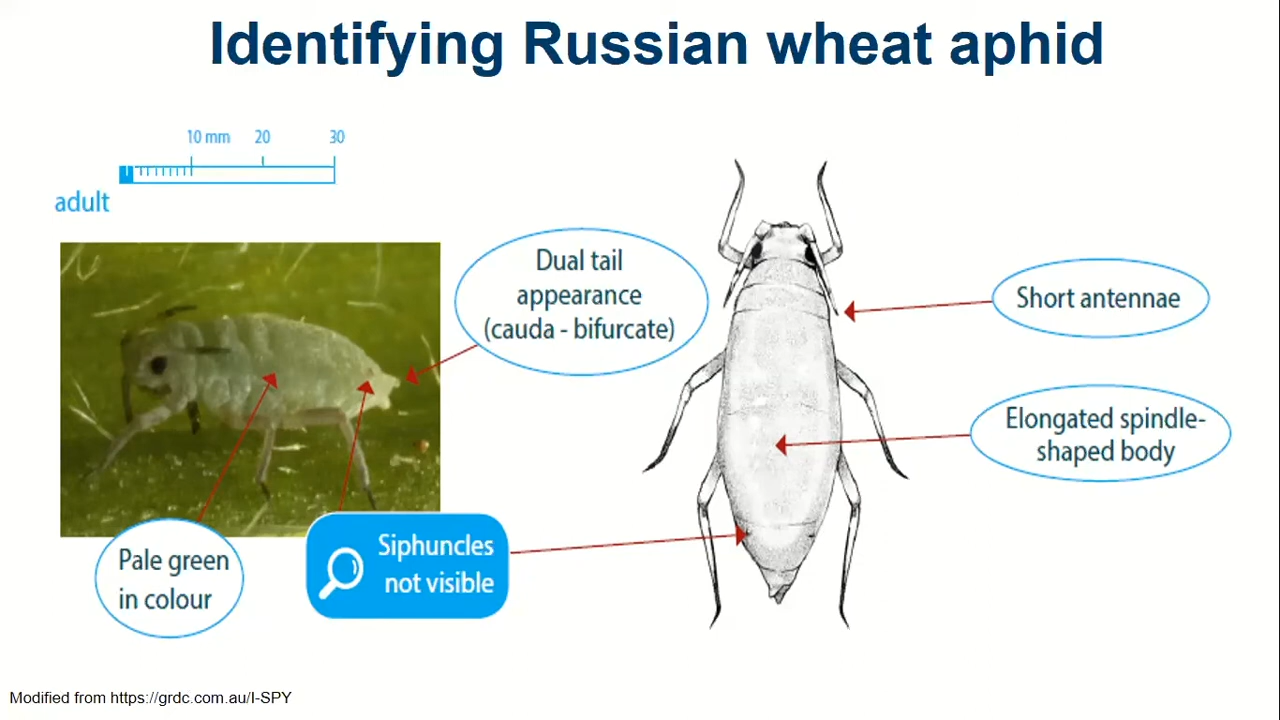 Identifying Russian wheat aphid
10 mm 20 30
adult
Dual tail
appearance
(cauda - bifurcate)
Short antennae
Elongated spindle-
shaped body
Siphuncles
not visible
Pale green
in colour
Modified from https://grdc.com.au/I-SPY